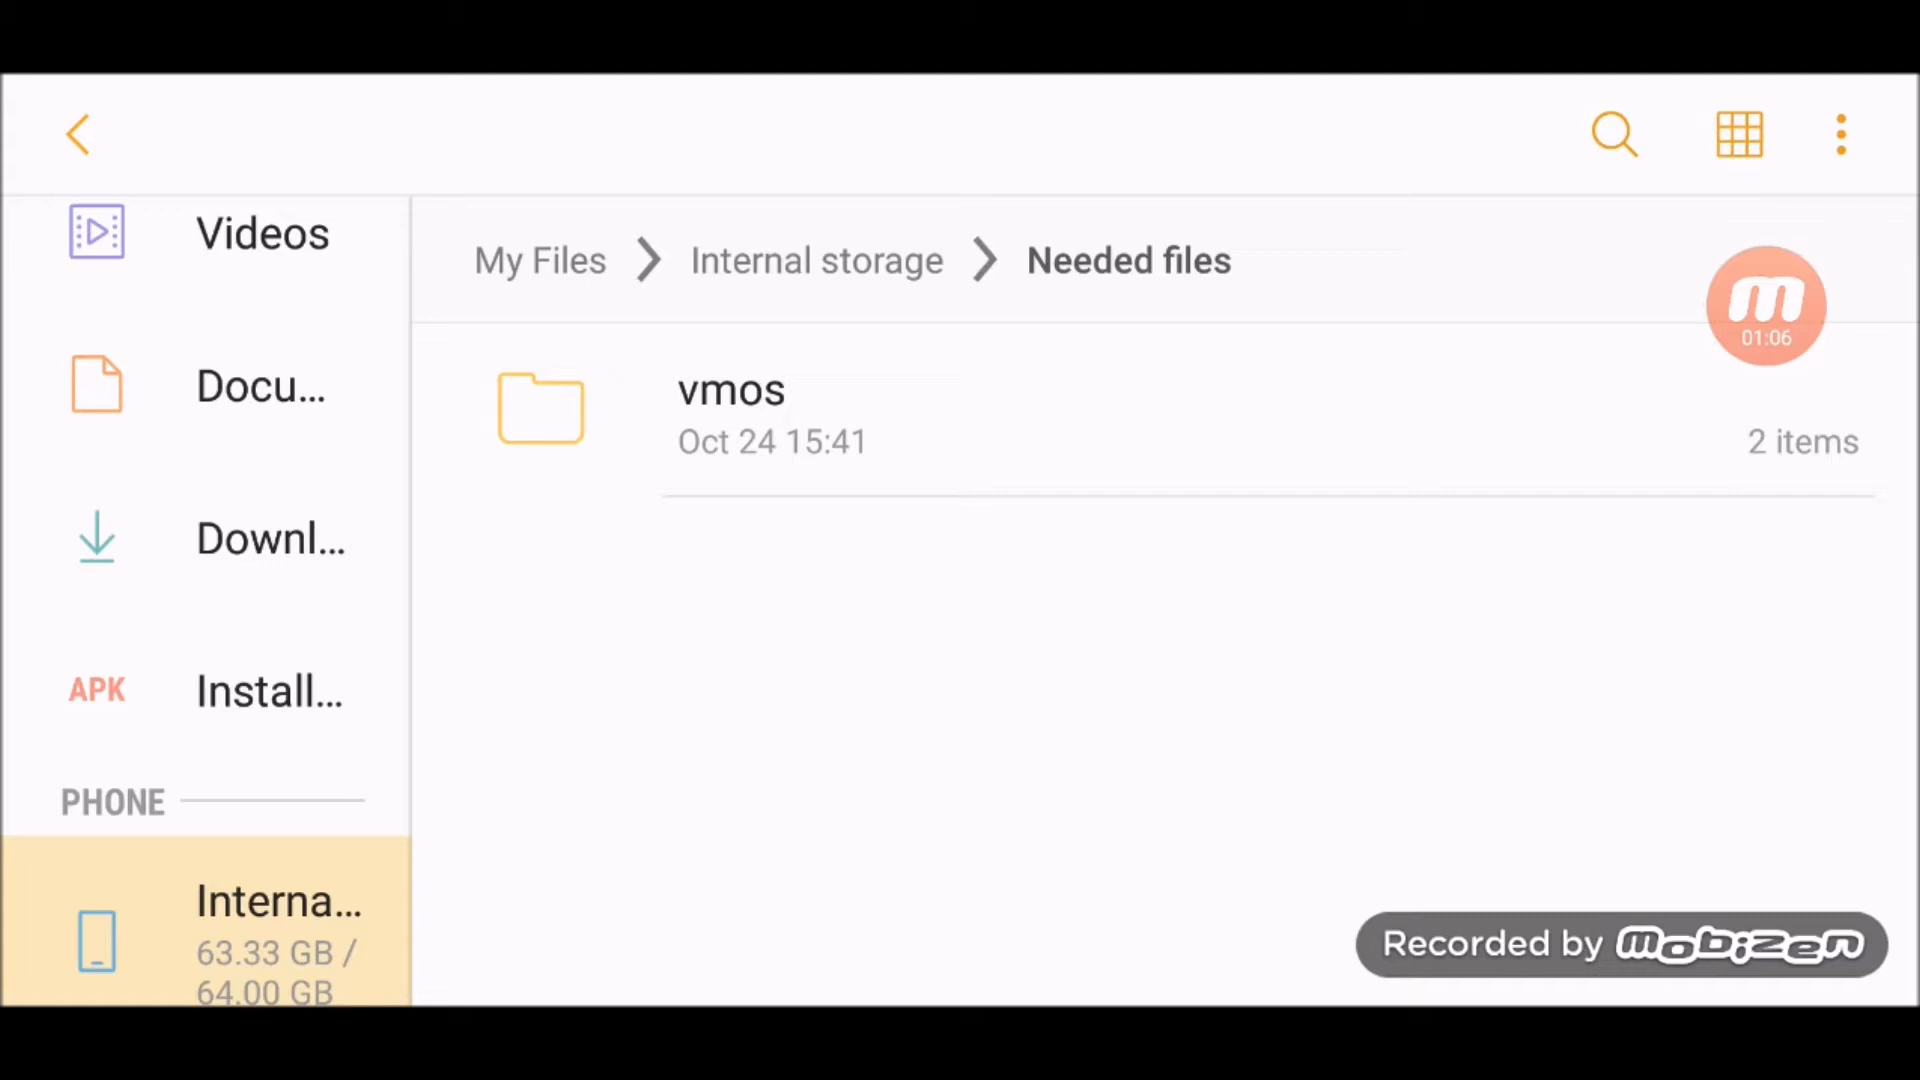 Videos
Docu...
Downl...
APK
Install...
PHONE
Interna...
63.33 GB /
64.00 GB
My Files
Internal storage
Needed files
m
01:06
vmos
Oct 24 15:41
2 items
Recorded by mobizen